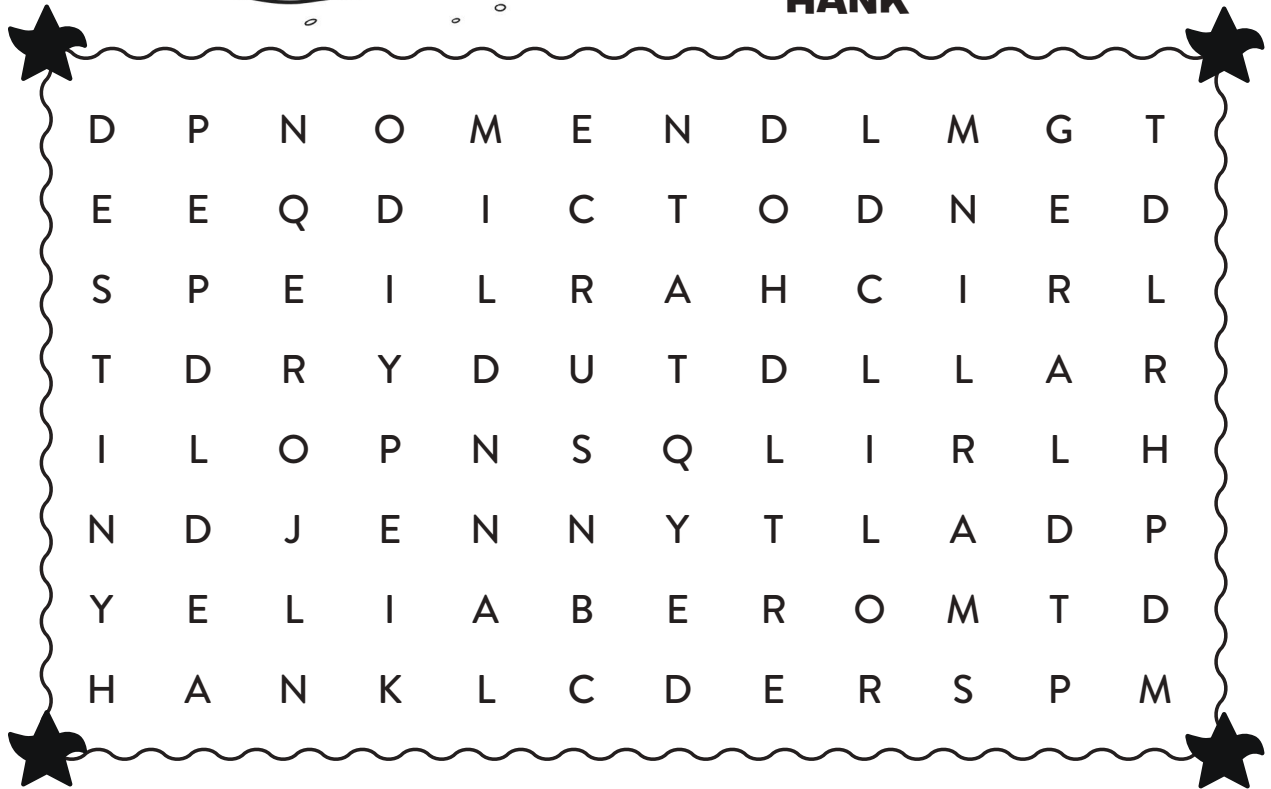 HANK
D P N O M E N D L M G T
E E Q D I C T O D N E D
S P E I L R A H C I R L
T D R Y D U T D L L A R
I L O P N S Q L I R L H
N D J E N N Y T L A D P
Y E L I A B E R O M T D
H A N K L C D E R S P M